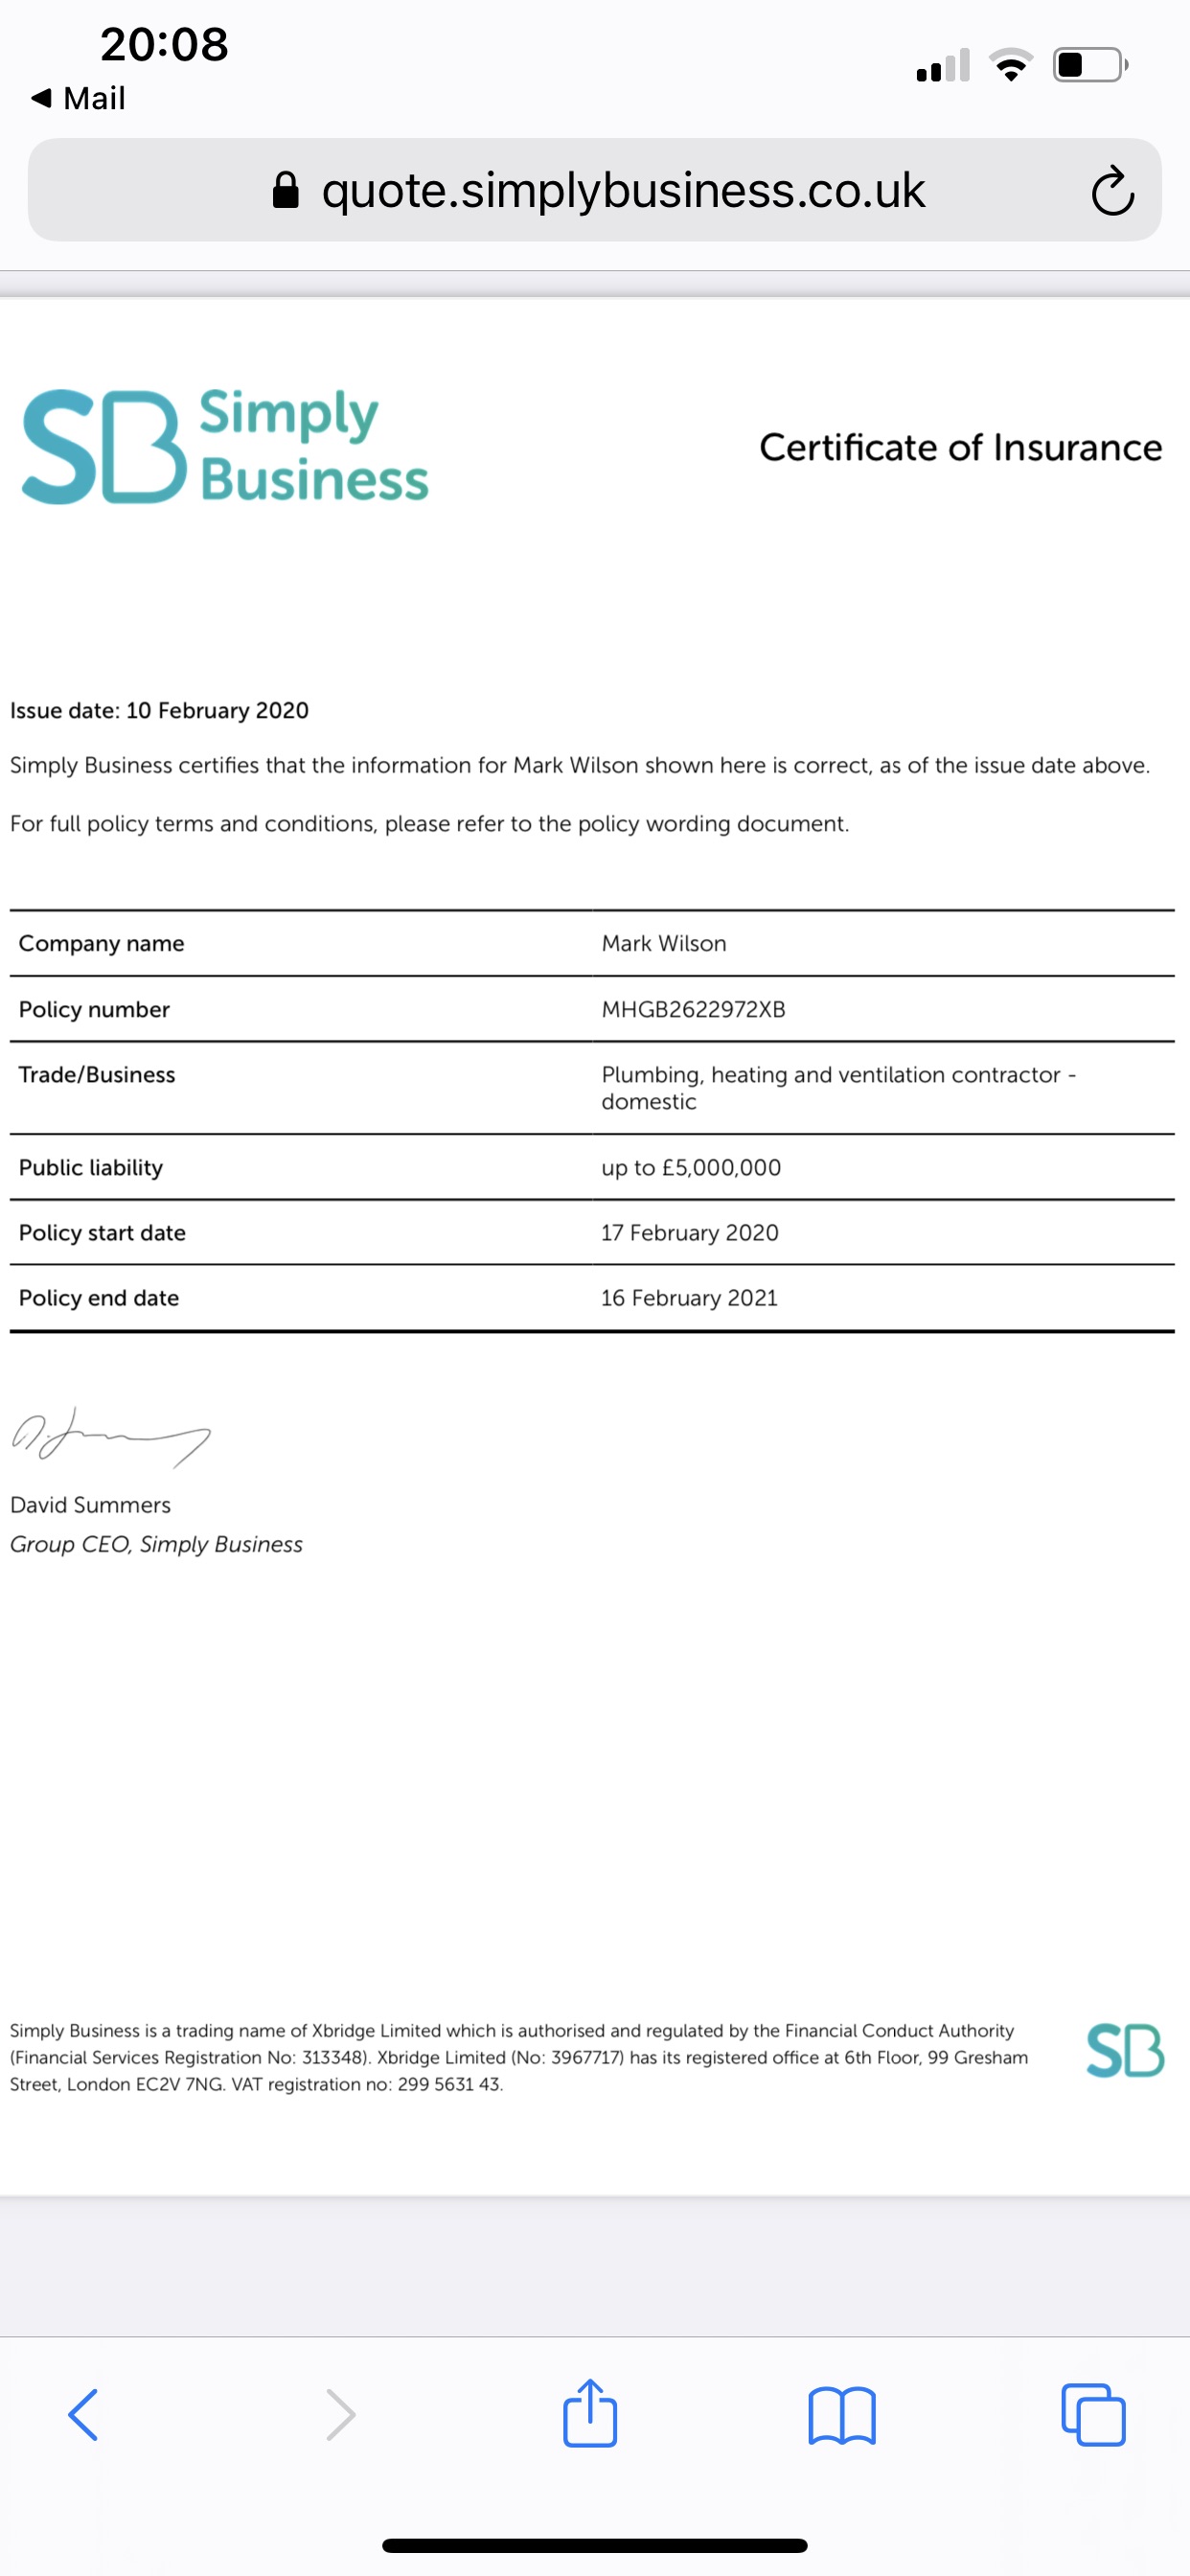 20:08
Mail
quote.simplybusiness.co.uk
SB Simply
Business
Certificate of Insurance
Issue date: 10 February 2020
Simply Business certifies that the information for Mark Wilson shown here is correct, as of the issue date above.
For full policy terms and conditions, please refer to the policy wording document.
Company name Mark Wilson
Policy number MHGB2622972XB
Trade/Business Plumbing, heating and ventilation contractor -
domestic
Public liability up to £5,000,000
Policy start date 17 February 2020
Policy end date 16 February 2021
David Summers
Group CEO, Simply Business
Simply Business is a trading name of Xbridge Limited which is authorised and regulated by the Financial Conduct Authority
(Financial Services Registration No: 313348). Xbridge Limited (No: 3967717) has its registered office at 6th Floor, 99 Gresham
Street, London EC2V 7NG. VAT registration no: 299 5631 43.
SB